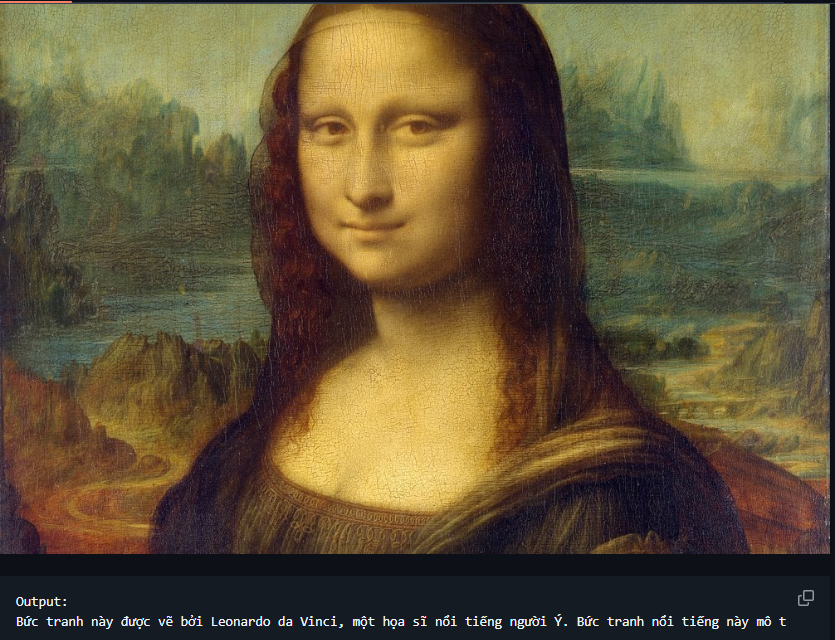 Output:
Bức tranh này được vẽ bởi Leonardo da Vinci, một họa sĩ nổi tiếng người Ý. Bức tranh nổi tiếng này mô t